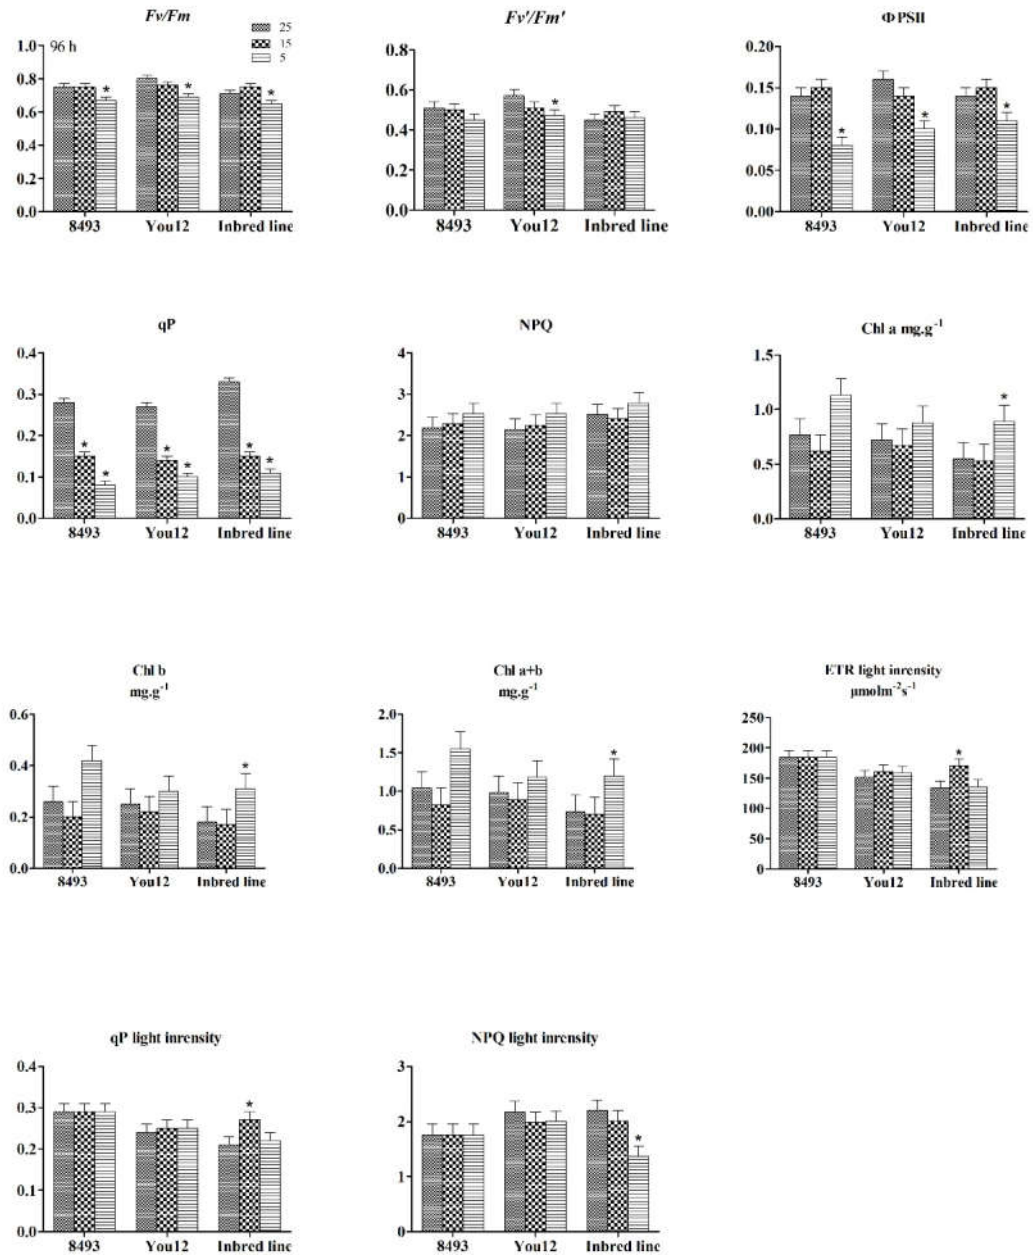 Fv/Fm
96 h
25
15
5
1.0
0.8
0.6
0.4
0.2
0.0
* * *
8493 You12 Inbred line
Fv'/Fm'
0.8
0.6
0.4
0.2
0.0
*
8493 You12 Inbred line
ΦPSII
0.20
0.15
0.10
0.05
0.00
* * *
8493 You12 Inbred line
qP
0.4
0.3
0.2
0.1
0.0
* * * * * *
8493 You12 Inbred line
NPQ
4
3
2
1
0
8493 You12 Inbred line
Chl a mg.g⁻¹
1.5
1.0
0.5
0.0
*
8493 You12 Inbred line
Chl b
mg.g⁻¹
0.6
0.4
0.2
0.0
*
8493 You12 Inbred line
Chl a+b
mg.g⁻¹
2.0
1.5
1.0
0.5
0.0
*
8493 You12 Inbred line
ETR light inrensity
μmolm⁻²s⁻¹
250
200
150
100
50
0
*
8493 You12 Inbred line
qP light inrensity
0.4
0.3
0.2
0.1
0.0
*
8493 You12 Inbred line
NPQ light inrensity
3
2
1
0
*
8493 You12 Inbred line